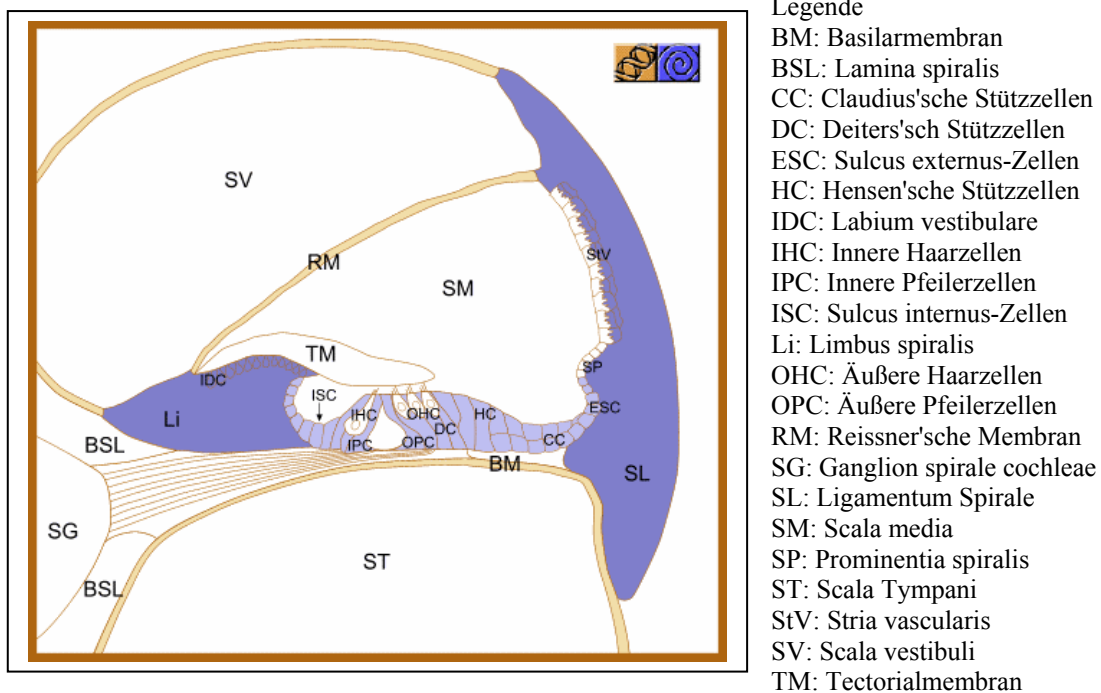 SV
RM
SM
StV
TM
SP
IDC
ISC
Li
IHC
OHC
HC
ESC
BSL
IPC
OPC
DC
CC
BM
SL
SG
ST
BSL
Legende
BM: Basilarmembran
BSL: Lamina spiralis
CC: Claudius'sche Stützzellen
DC: Deiters'sch Stützzellen
ESC: Sulcus externus-Zellen
HC: Hensen'sche Stützzellen
IDC: Labium vestibulare
IHC: Innere Haarzellen
IPC: Innere Pfeilerzellen
ISC: Sulcus internus-Zellen
Li: Limbus spiralis
OHC: Äußere Haarzellen
OPC: Äußere Pfeilerzellen
RM: Reissner'sche Membran
SG: Ganglion spirale cochleae
SL: Ligamentum Spirale
SM: Scala media
SP: Prominentia spiralis
ST: Scala Tympani
StV: Stria vascularis
SV: Scala vestibuli
TM: Tectorialmembran